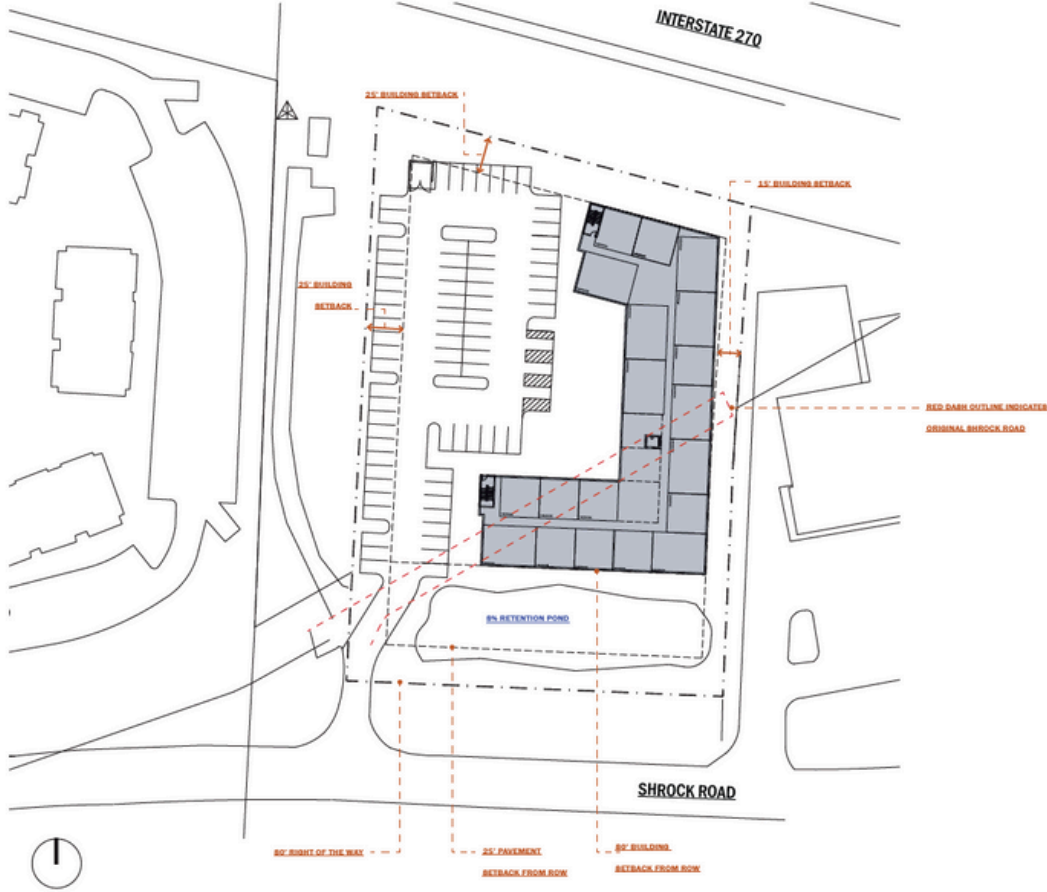 INTERSTATE 270
25' BUILDING SETBACK
15' BUILDING SETBACK
25' BUILDING
SETBACK
RED DASH OUTLINE INDICATES
ORIGINAL SHROCK ROAD
8% RETENTION POND
SHROCK ROAD
80' RIGHT OF THE WAY
25' PAVEMENT
SETBACK FROM ROW
80' BUILDING
SETBACK FROM ROW